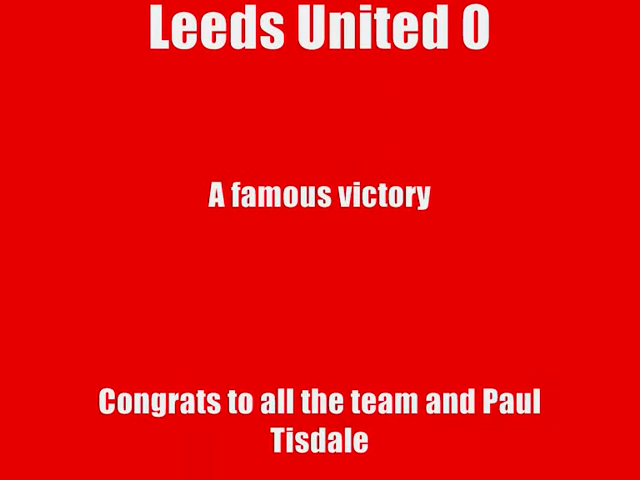 Leeds United 0
A famous victory
Congrats to all the team and Paul
Tisdale